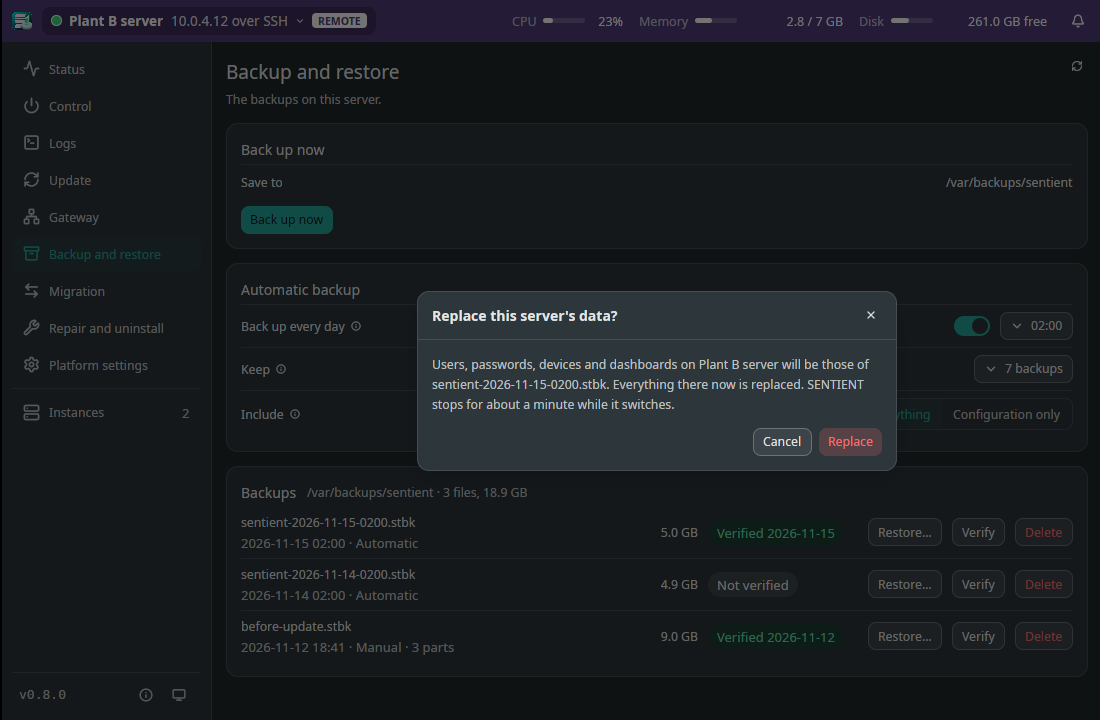 Plant B server 10.0.4.12 over SSH REMOTE CPU 23% Memory 2.8 / 7 GB Disk 261.0 GB free
Status
Control
Logs
Update
Gateway
Backup and restore
Migration
Repair and uninstall
Platform settings
Instances 2
v0.8.0
Backup and restore
The backups on this server.
Back up now
Save to /var/backups/sentient
Back up now
Automatic backup
Back up every day 02:00
Keep 7 backups
Include Configuration only
Replace this server's data?
Users, passwords, devices and dashboards on Plant B server will be those of
sentient-2026-11-15-0200.stbk. Everything there now is replaced. SENTIENT
stops for about a minute while it switches.
Cancel Replace
Backups /var/backups/sentient · 3 files, 18.9 GB
sentient-2026-11-15-0200.stbk
2026-11-15 02:00 · Automatic
5.0 GB Verified 2026-11-15 Restore... Verify Delete
sentient-2026-11-14-0200.stbk
2026-11-14 02:00 · Automatic
4.9 GB Not verified Restore... Verify Delete
before-update.stbk
2026-11-12 18:41 · Manual · 3 parts
9.0 GB Verified 2026-11-12 Restore... Verify Delete